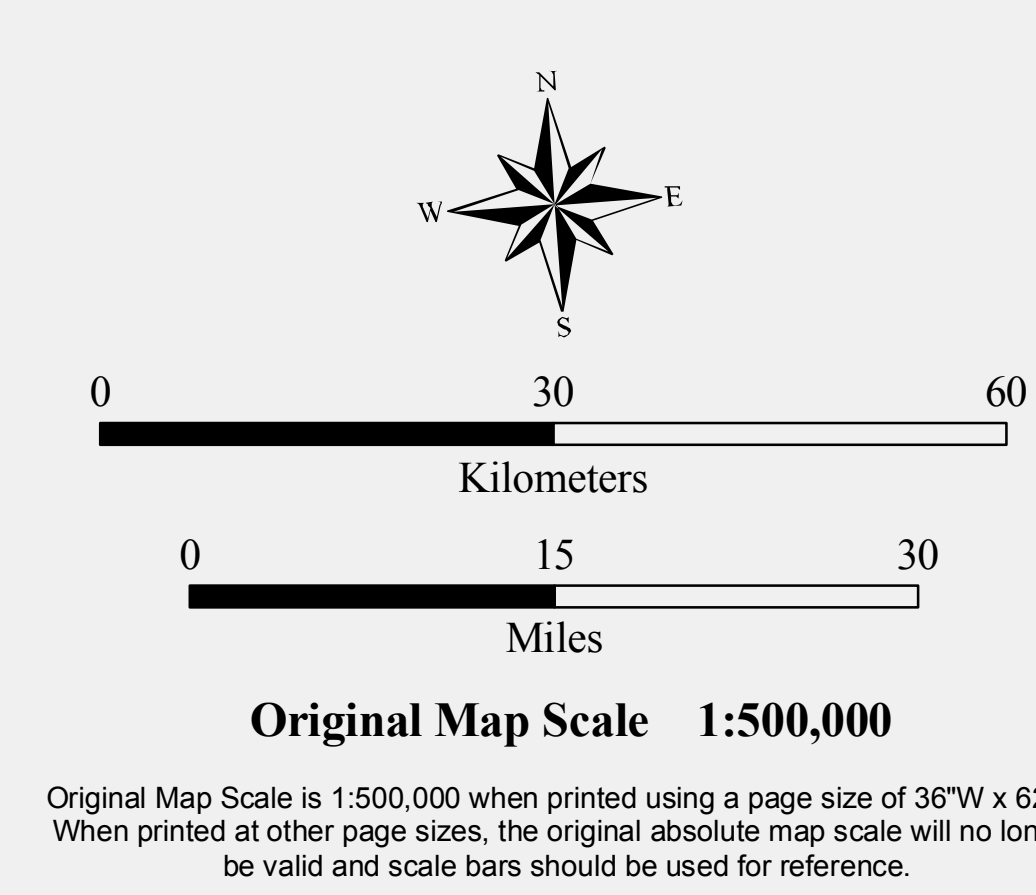 N
W E
S
0 30 60
Kilometers
0 15 30
Miles
Original Map Scale 1:500,000
Original Map Scale is 1:500,000 when printed using a page size of 36"W x
When printed at other page sizes, the original absolute map scale will no
be valid and scale bars should be used for reference.